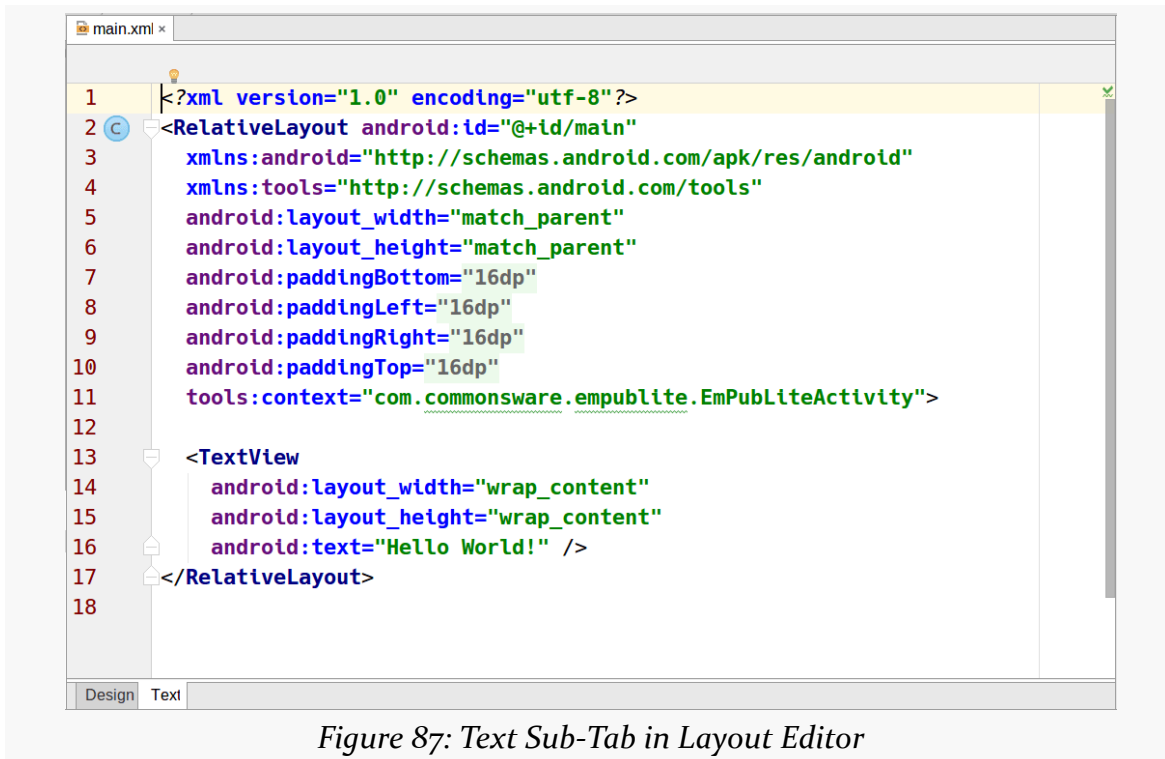 main.xml ×
1 <?xml version="1.0" encoding="utf-8"?>
2 C <RelativeLayout android:id="@+id/main"
3 xmlns:android="http://schemas.android.com/apk/res/android"
4 xmlns:tools="http://schemas.android.com/tools"
5 android:layout_width="match_parent"
6 android:layout_height="match_parent"
7 android:paddingBottom="16dp"
8 android:paddingLeft="16dp"
9 android:paddingRight="16dp"
10 android:paddingTop="16dp"
11 tools:context="com.commonsware.empublite.EmPubLiteActivity">
12
13 <TextView
14 android:layout_width="wrap_content"
15 android:layout_height="wrap_content"
16 android:text="Hello World!" />
17 </RelativeLayout>
18
Design Text
Figure 87: Text Sub-Tab in Layout Editor